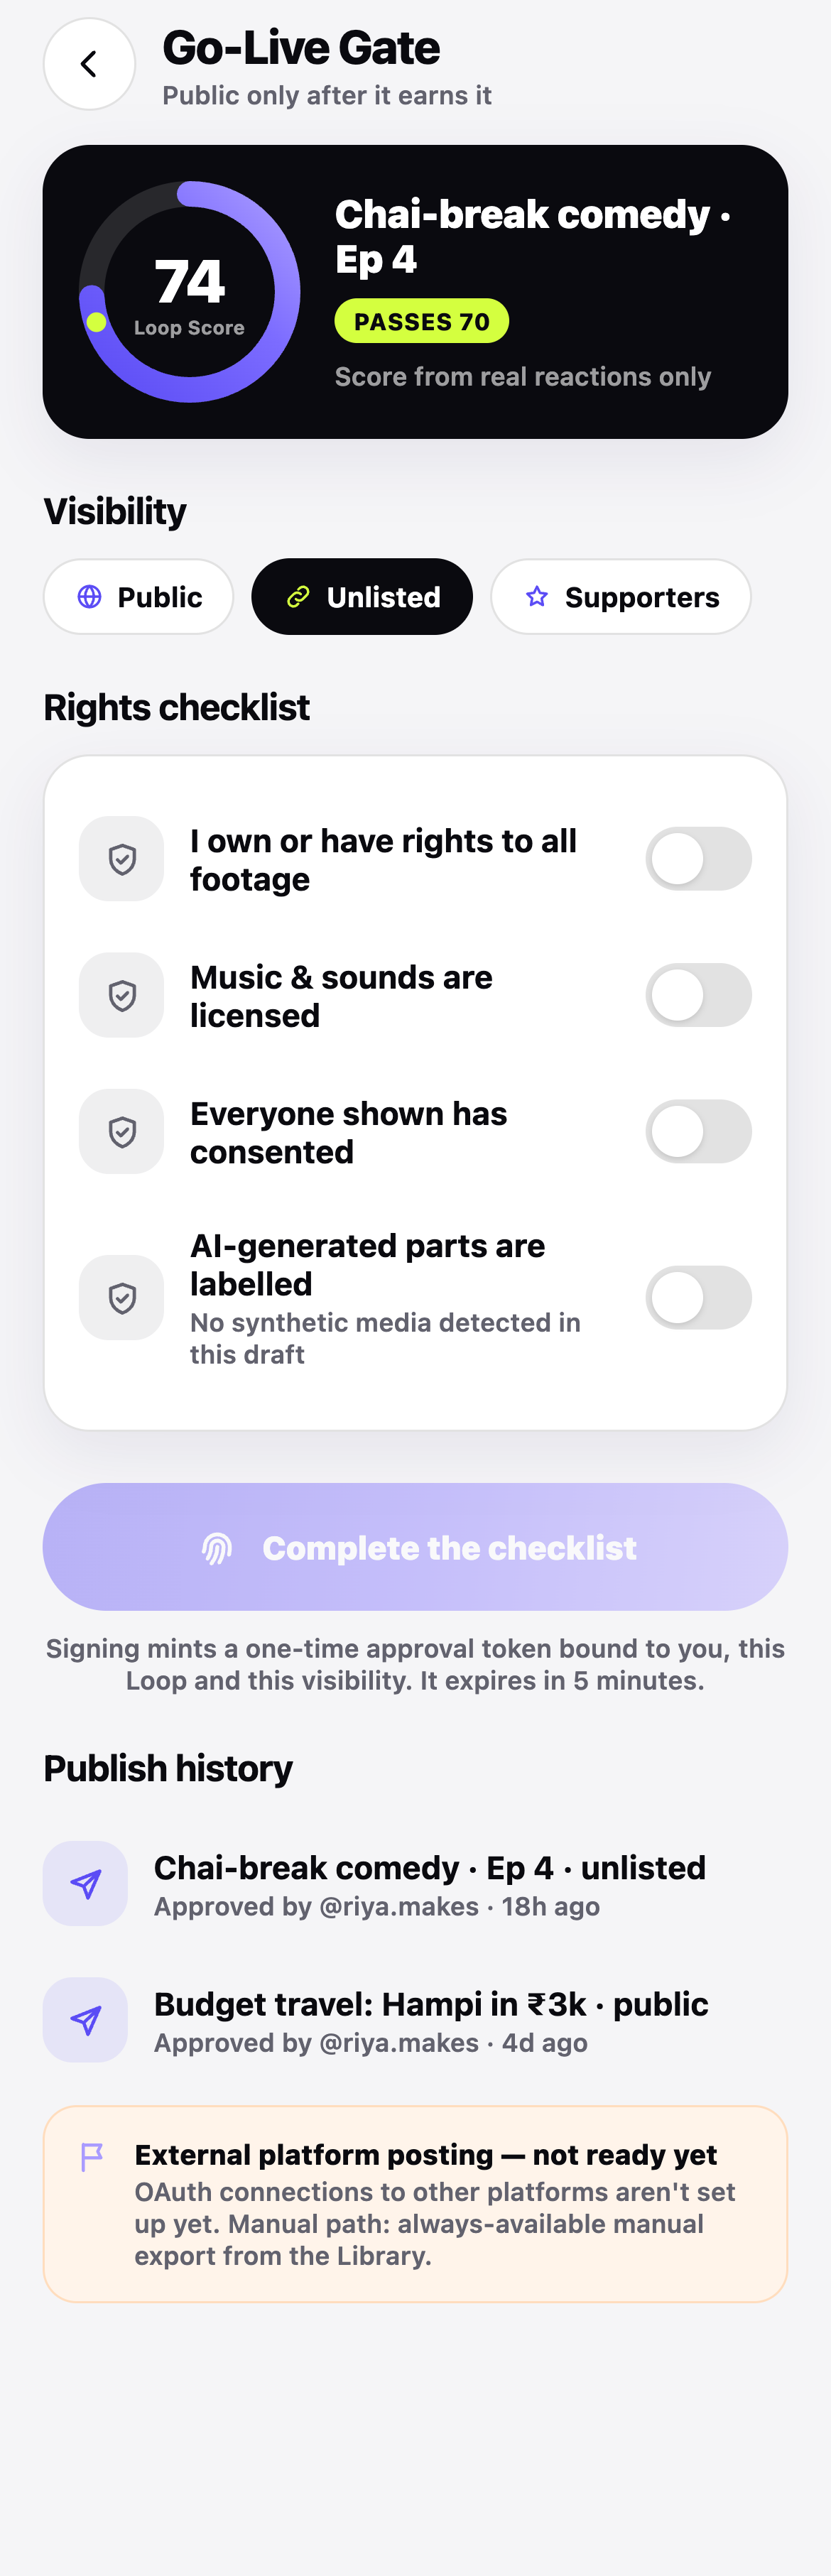 Go-Live Gate
Public only after it earns it
74
Loop Score
Chai-break comedy ·
Ep 4
PASSES 70
Score from real reactions only
Visibility
Public
Unlisted
Supporters
Rights checklist
I own or have rights to all
footage
Music & sounds are
licensed
Everyone shown has
consented
AI-generated parts are
labelled
No synthetic media detected in
this draft
Complete the checklist
Signing mints a one-time approval token bound to you, this
Loop and this visibility. It expires in 5 minutes.
Publish history
Chai-break comedy · Ep 4 · unlisted
Approved by @riya.makes · 18h ago
Budget travel: Hampi in ₹3k · public
Approved by @riya.makes · 4d ago
External platform posting — not ready yet
OAuth connections to other platforms aren't set
up yet. Manual path: always-available manual
export from the Library.